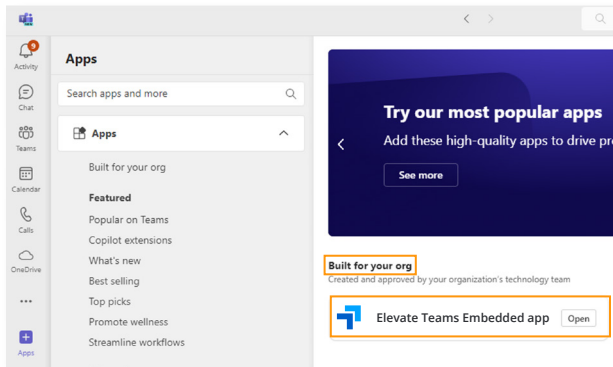 9
Activity
Chat
Teams
Calendar
Calls
OneDrive
Apps
Apps
Search apps and more
Apps
Built for your org
Featured
Popular on Teams
Copilot extensions
What's new
Best selling
Top picks
Promote wellness
Streamline workflows
Try our most popular apps
Add these high-quality apps to drive pr
See more
Built for your org
Created and approved by your organization's technology team
Elevate Teams Embedded app
Open